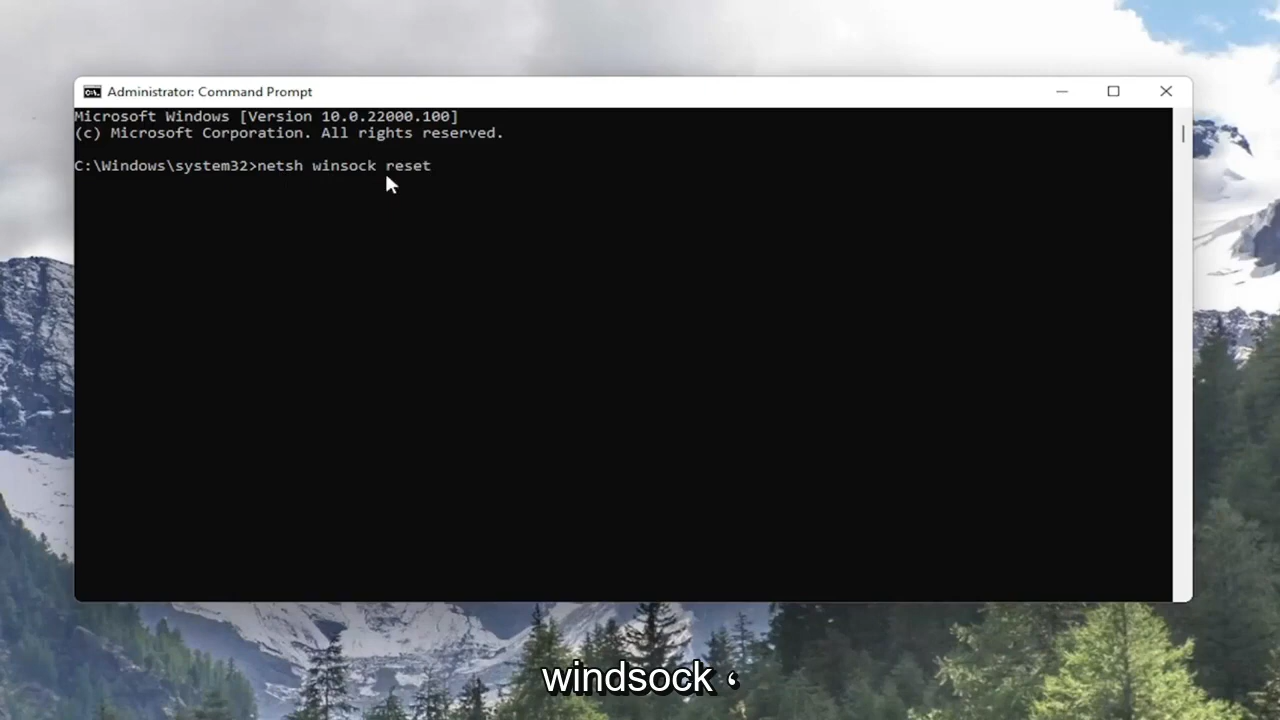 Administrator: Command Prompt
Microsoft Windows [Version 10.0.22000.100]
(c) Microsoft Corporation. All rights reserved.
C:\Windows\system32>netsh winsock reset
windsock ،